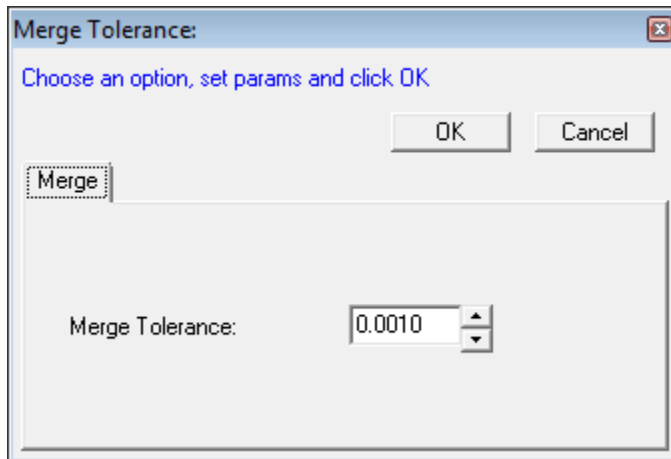 Merge Tolerance:
Choose an option, set params and click OK
OK Cancel
Merge
Merge Tolerance: 0.0010